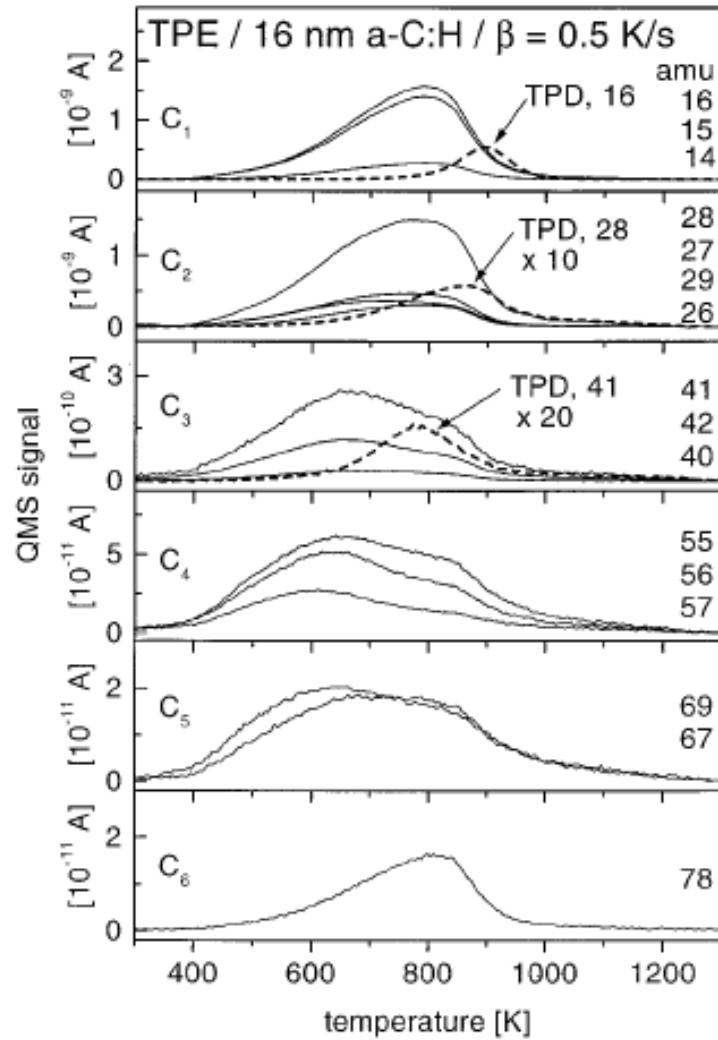 TPE / 16 nm a-C:H / β = 0.5 K/s
amu
2
1
0
[10⁻⁹ A]
C₁
TPD, 16
16
15
14
1
0
[10⁻⁹ A]
C₂
TPD, 28
x 10
28
27
29
26
3
0
[10⁻¹⁰ A]
C₃
TPD, 41
x 20
41
42
40
QMS signal
5
0
[10⁻¹¹ A]
C₄
55
56
57
2
0
[10⁻¹¹ A]
C₅
69
67
2
0
[10⁻¹¹ A]
C₆
78
400 600 800 1000 1200
temperature [K]